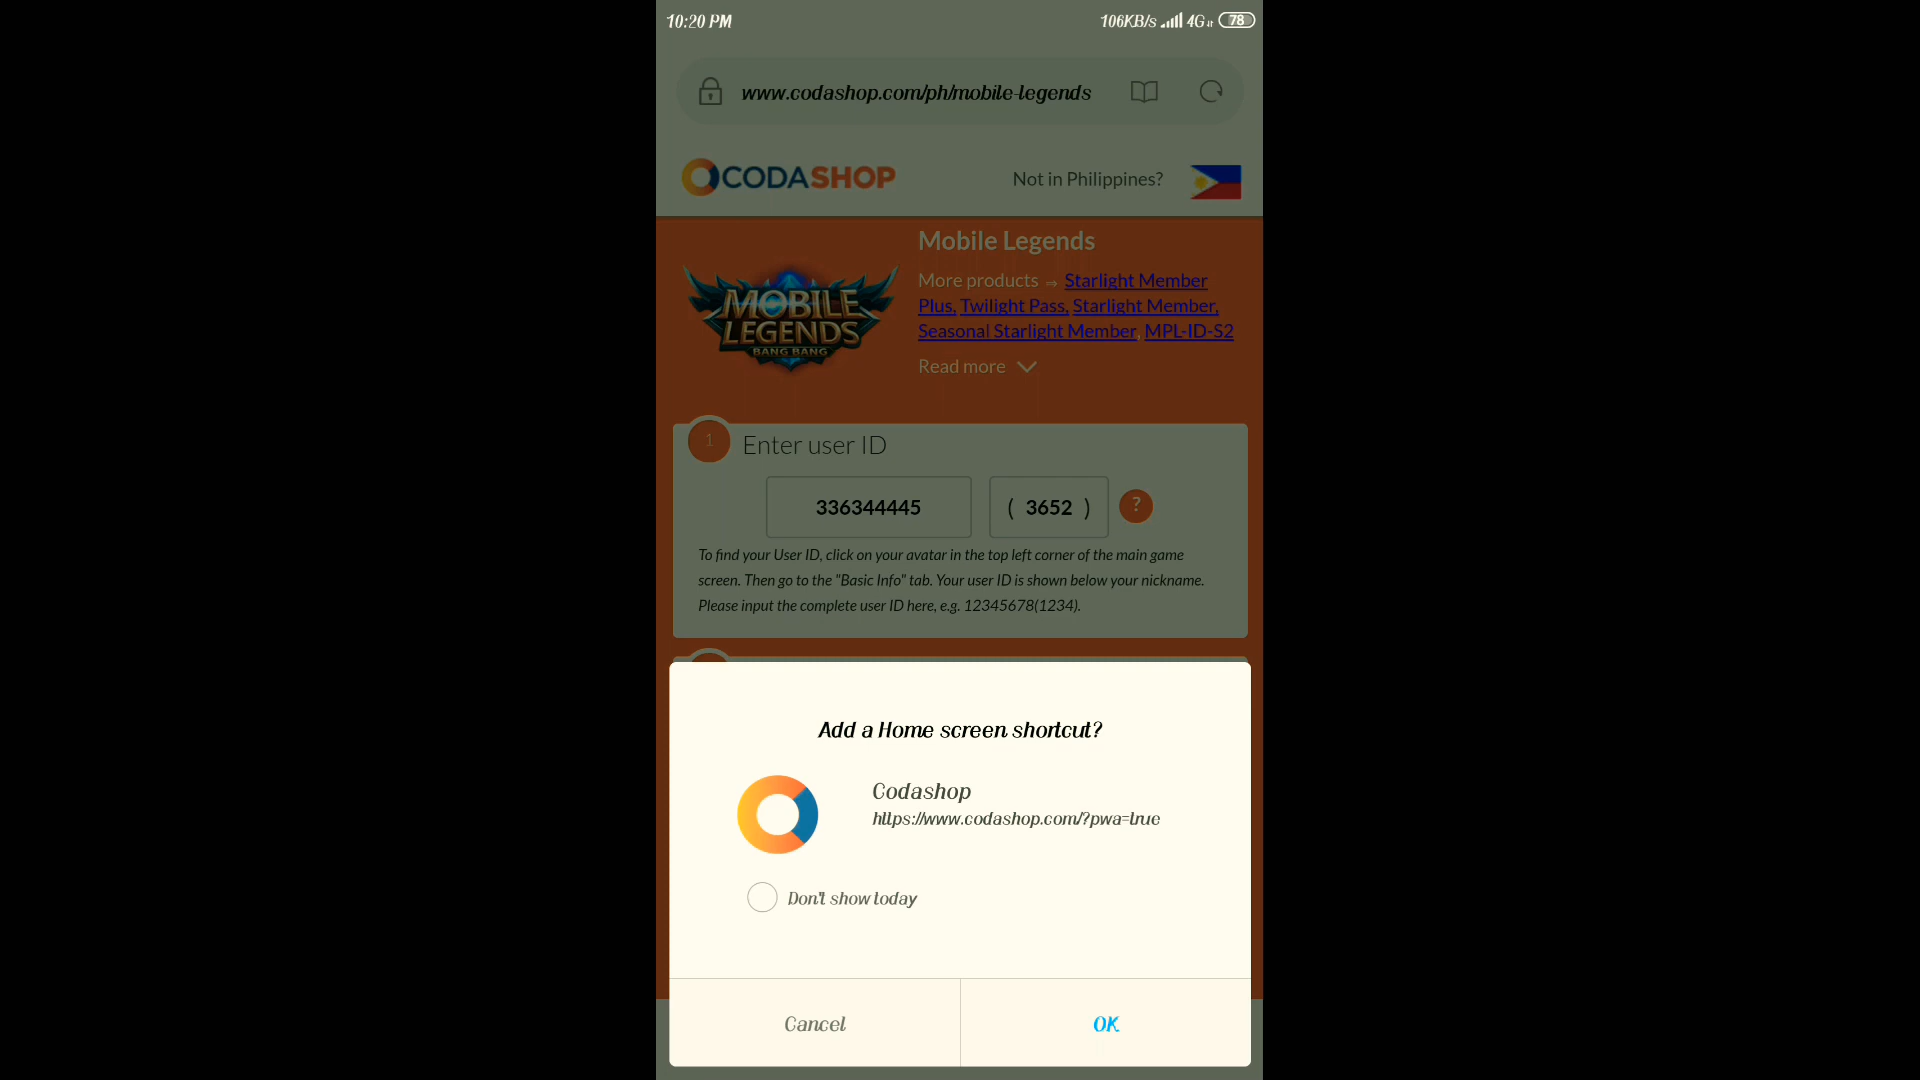 10:20 PM
106KB/s 4G 78
www.codashop.com/ph/mobile-legends
CODASHOP
Not in Philippines?
Mobile Legends
More products ⇒ Starlight Member
Plus, Twilight Pass, Starlight Member,
Seasonal Starlight Member, MPL-ID-S2
Read more
MOBILE
LEGENDS
BANG BANG
1
Enter user ID
336344445
( 3652 )
?
To find your User ID, click on your avatar in the top left corner of the main game
screen. Then go to the "Basic Info" tab. Your user ID is shown below your nickname.
Please input the complete user ID here, e.g. 12345678(1234).
Add a Home screen shortcut?
Codashop
https://www.codashop.com/?pwa=true
Don't show today
Cancel
OK